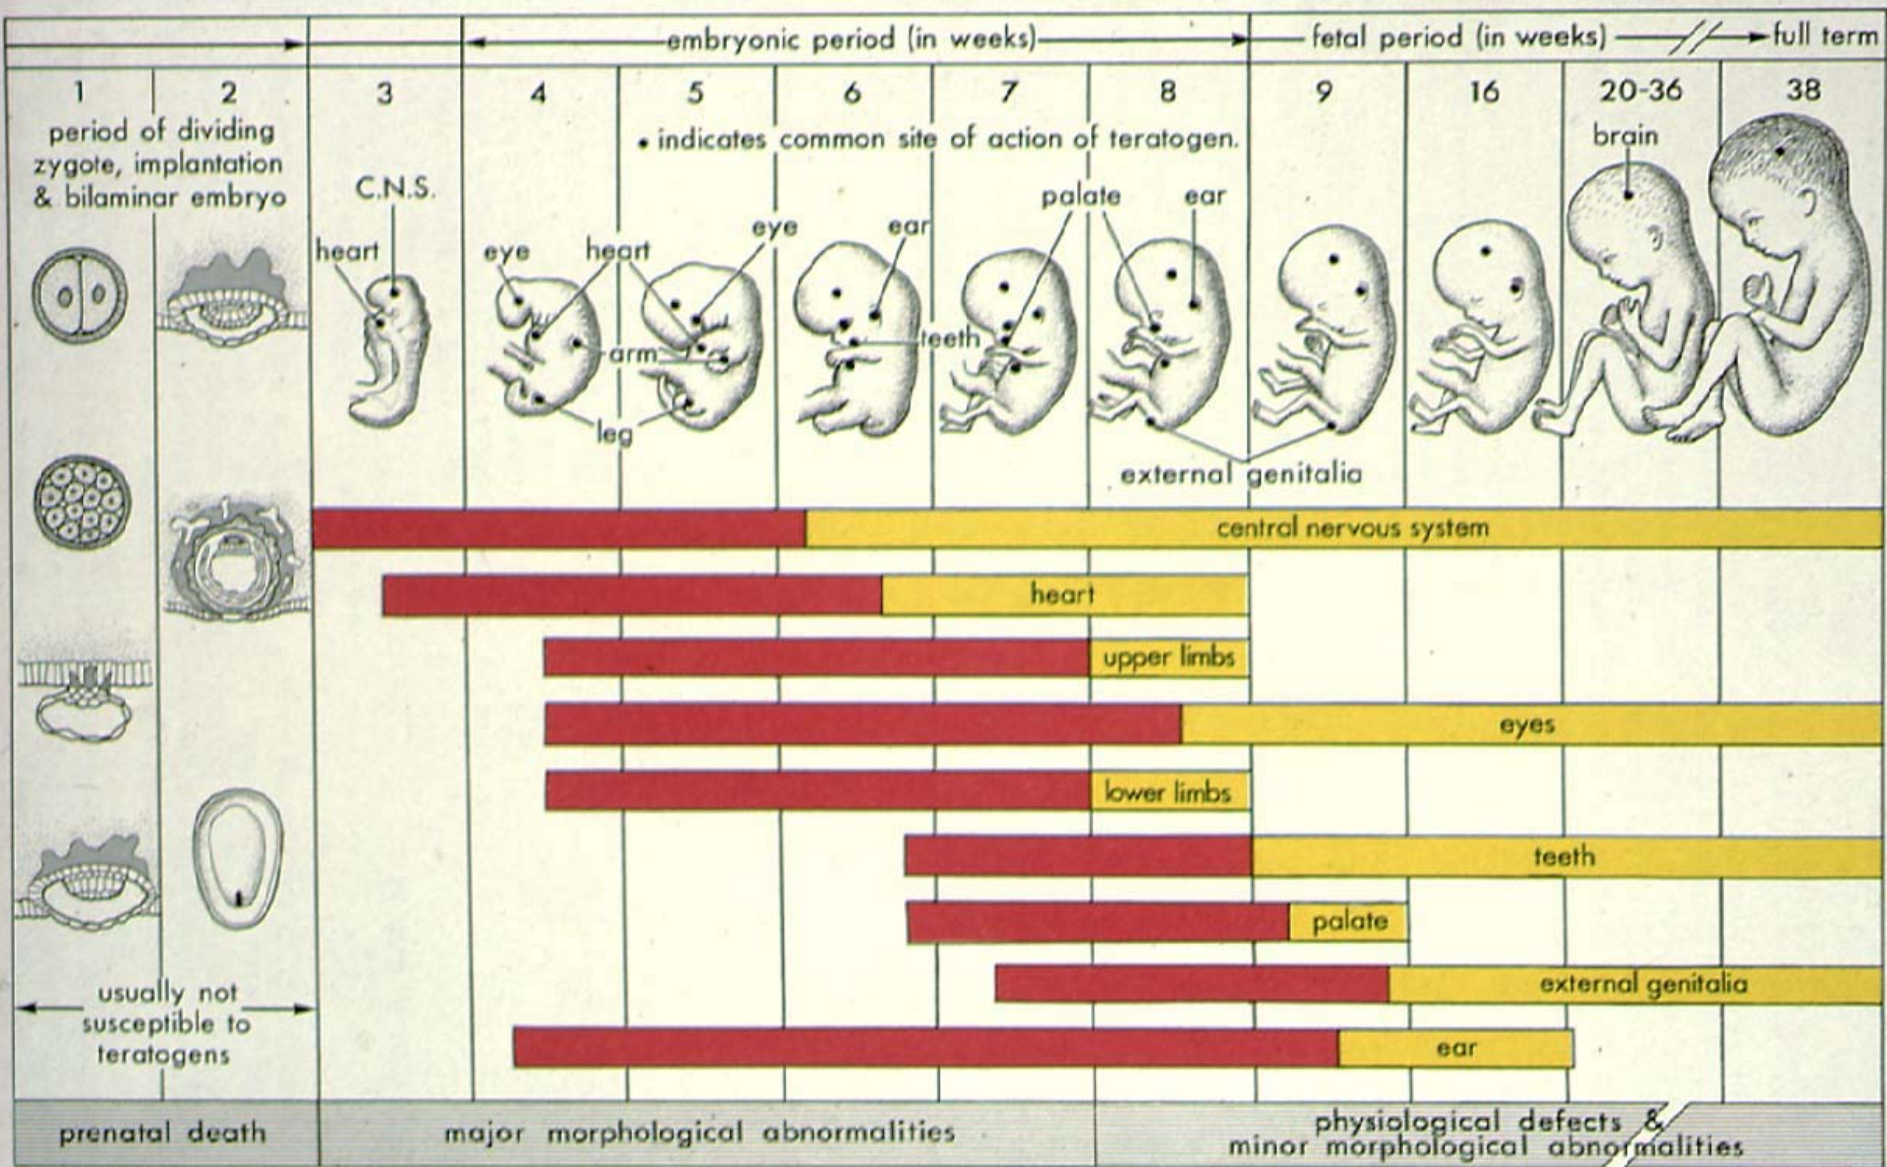 embryonic period (in weeks)
fetal period (in weeks)
full term
1
2
3
4
5
6
7
8
9
16
20-36
38
period of dividing
zygote, implantation
& bilaminar embryo
• indicates common site of action of teratogen.
brain
C.N.S.
palate
ear
heart
eye
heart
eye
ear
arm
teeth
leg
external genitalia
central nervous system
heart
upper limbs
eyes
lower limbs
teeth
palate
external genitalia
ear
usually not
susceptible to
teratogens
prenatal death
major morphological abnormalities
physiological defects &
minor morphological abnormalities